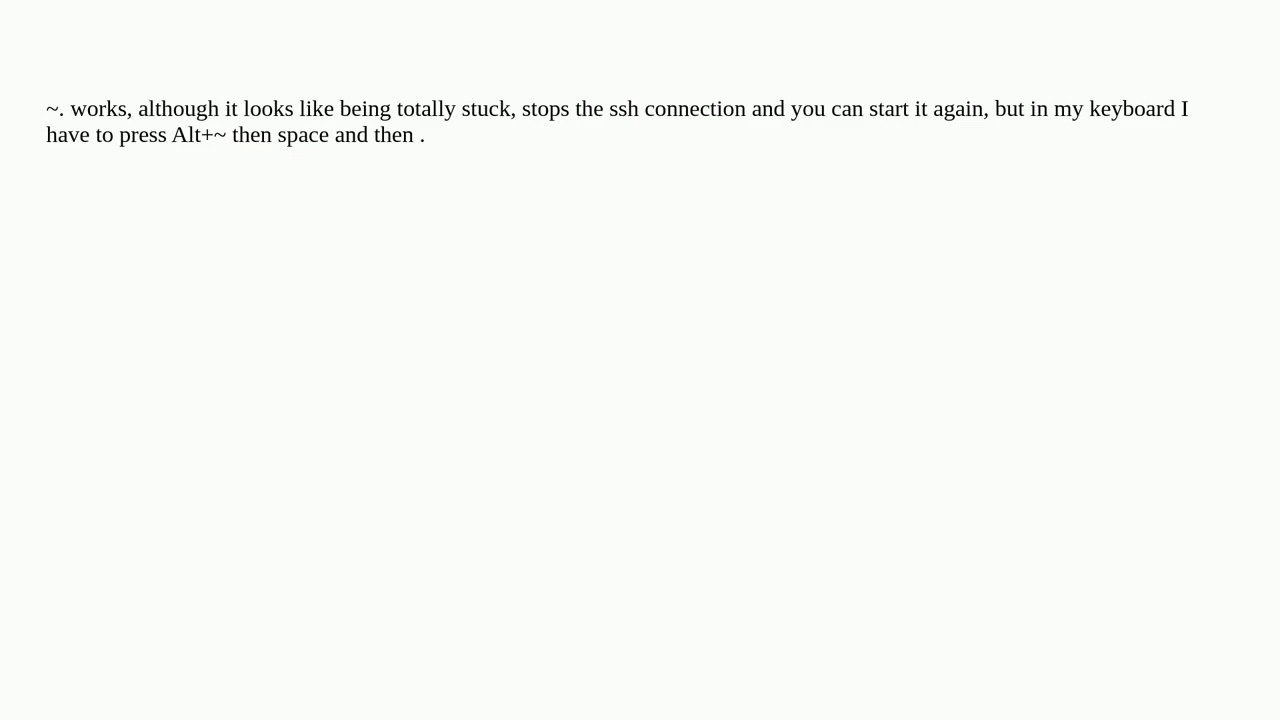 ~. works, although it looks like being totally stuck, stops the ssh connection and you can start it again, but in my keyboard I
have to press Alt+~ then space and then .